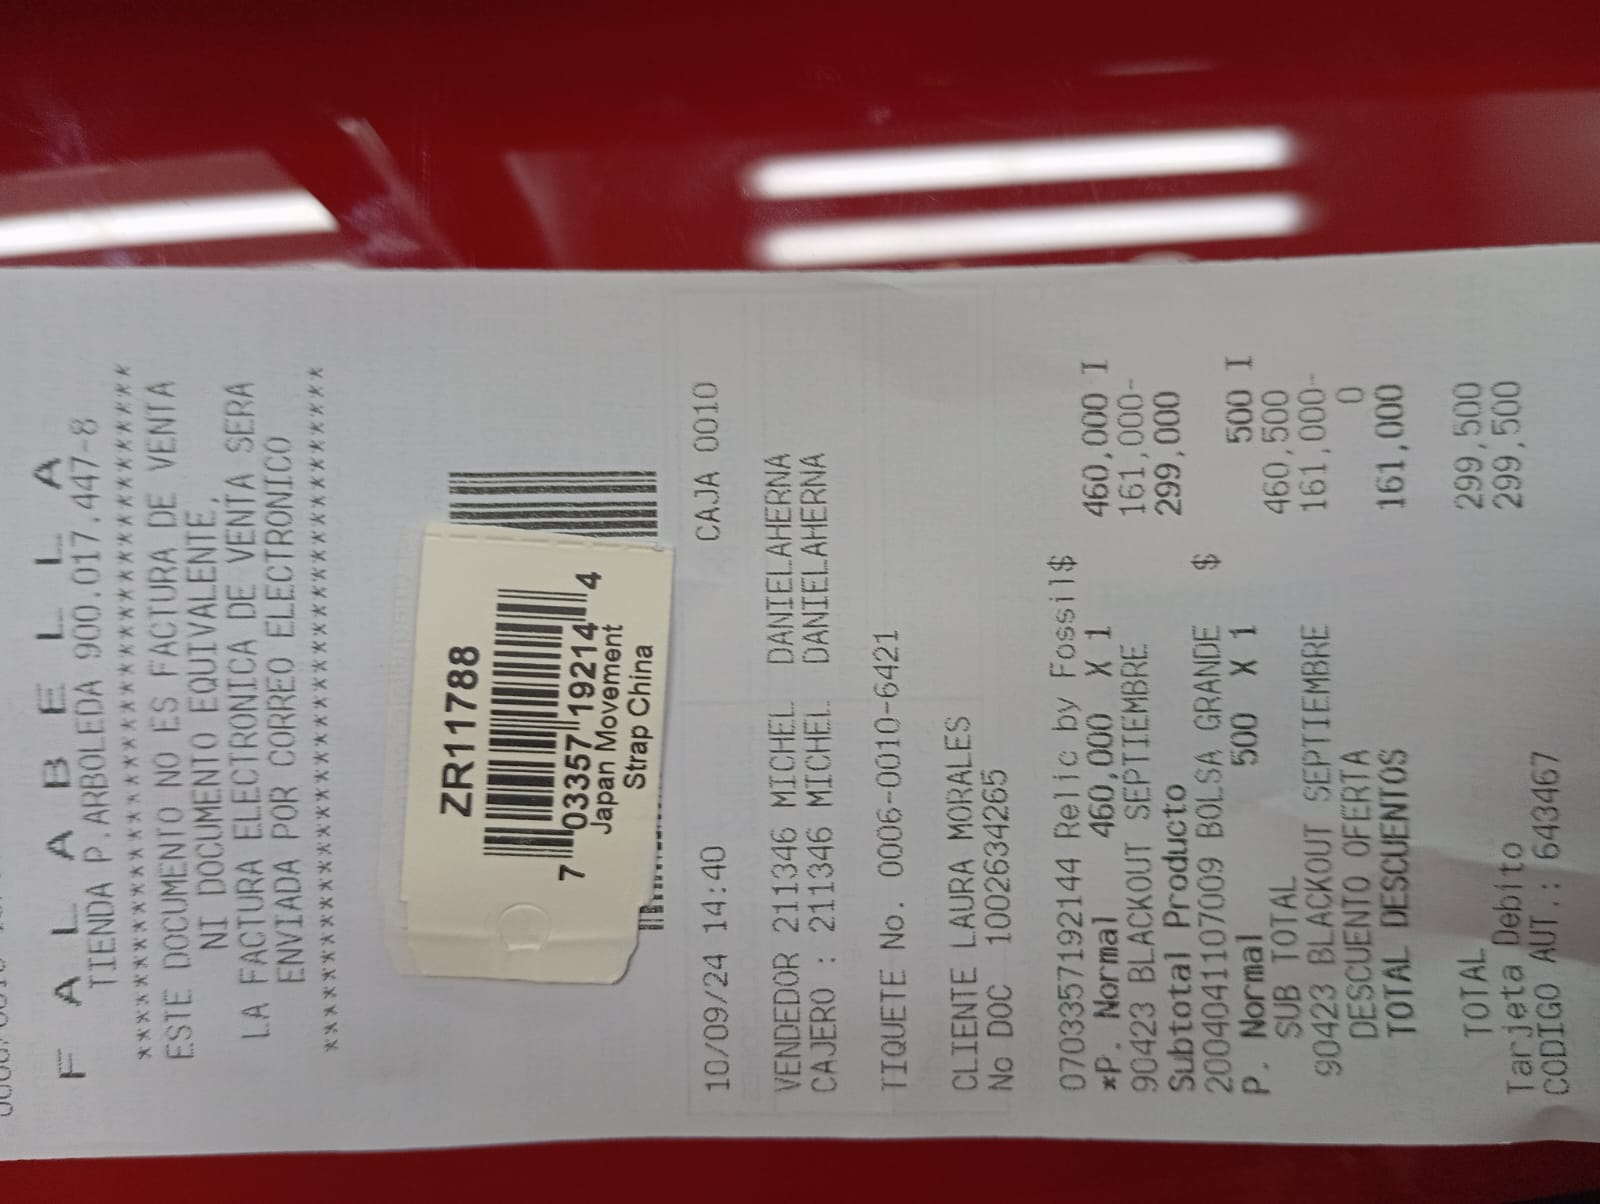 F A L A B E L L A
TIENDA P.ARBOLEDA 900.017.447-8
ESTE DOCUMENTO NO ES FACTURA DE VENTA
NI DOCUMENTO EQUIVALENTE,
LA FACTURA ELECTRONICA DE VENTA SERA
ENVIADA POR CORREO ELECTRONICO
ZR11788
7 03357 19214 4
Japan Movement
Strap China
10/09/24 14:40 CAJA 0010
VENDEDOR 211346 MICHEL DANIELAHERNA
CAJERO : 211346 MICHEL DANIELAHERNA
TIQUETE No. 0006-0010-6421
CLIENTE LAURA MORALES
No DOC 1002634265
0703357192144 Relic by Fossil$
*P. Normal 460,000 X 1 460,000 I
90423 BLACKOUT SEPTIEMBRE 161,000-
Subtotal Producto 299,000
2004041107009 BOLSA GRANDE $
P. Normal 500 X 1 500 I
SUB TOTAL 460,500
90423 BLACKOUT SEPTIEMBRE 161,000-
DESCUENTO OFERTA 0
TOTAL DESCUENTOS 161,000
TOTAL 299,500
Tarjeta Debito 299,500
CODIGO AUT.: 643467